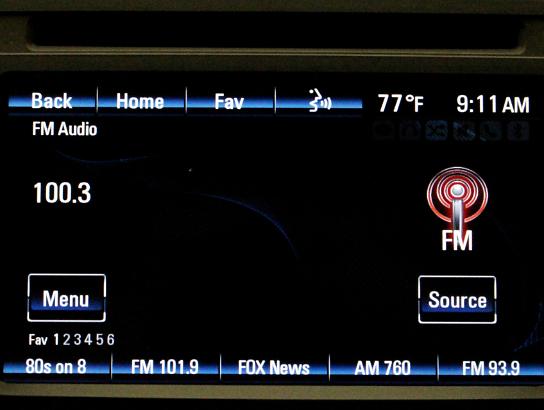 Back Home Fav 77°F 9:11 AM
FM Audio
100.3
FM
Menu Source
Fav 1 2 3 4 5 6
80s on 8 FM 101.9 FOX News AM 760 FM 93.9